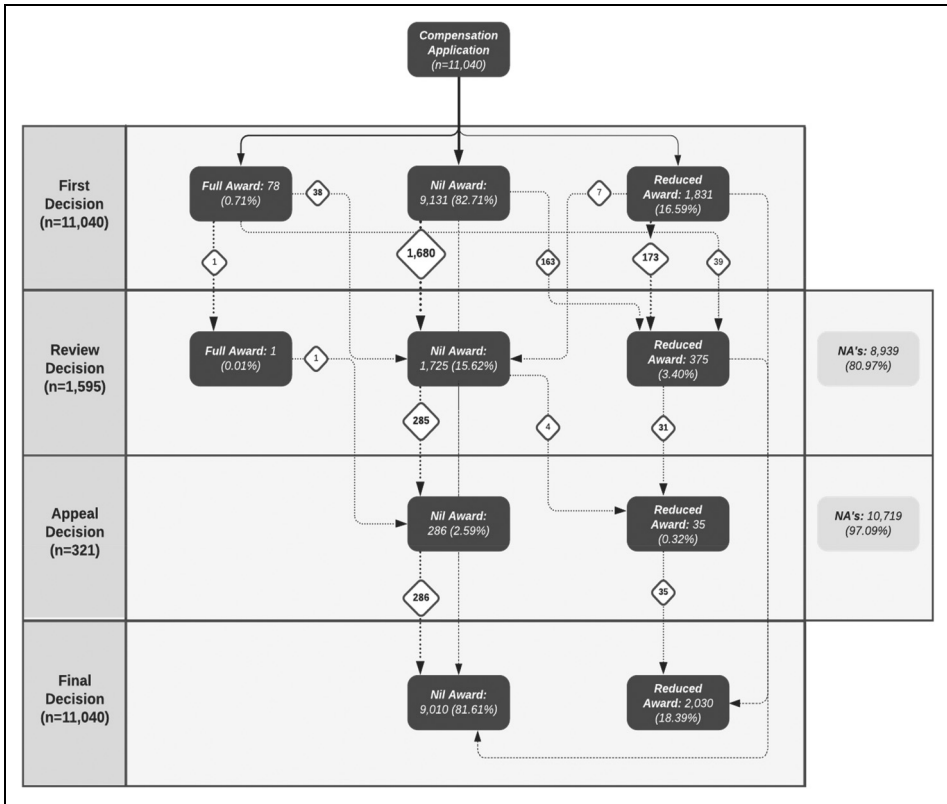 Compensation
Application
(n=11,040)
First
Decision
(n=11,040)
Full Award: 78
(0.71%)
38
Nil Award:
9,131 (82.71%)
7
Reduced
Award: 1,831
(16.59%)
1
1,680
163
173
39
Review
Decision
(n=1,595)
Full Award: 1
(0.01%)
1
Nil Award:
1,725 (15.62%)
Reduced
Award: 375
(3.40%)
NA's: 8,939
(80.97%)
285
4
31
Appeal
Decision
(n=321)
Nil Award:
286 (2.59%)
Reduced
Award: 35
(0.32%)
NA's: 10,719
(97.09%)
286
35
Final
Decision
(n=11,040)
Nil Award:
9,010 (81.61%)
Reduced
Award: 2,030
(18.39%)